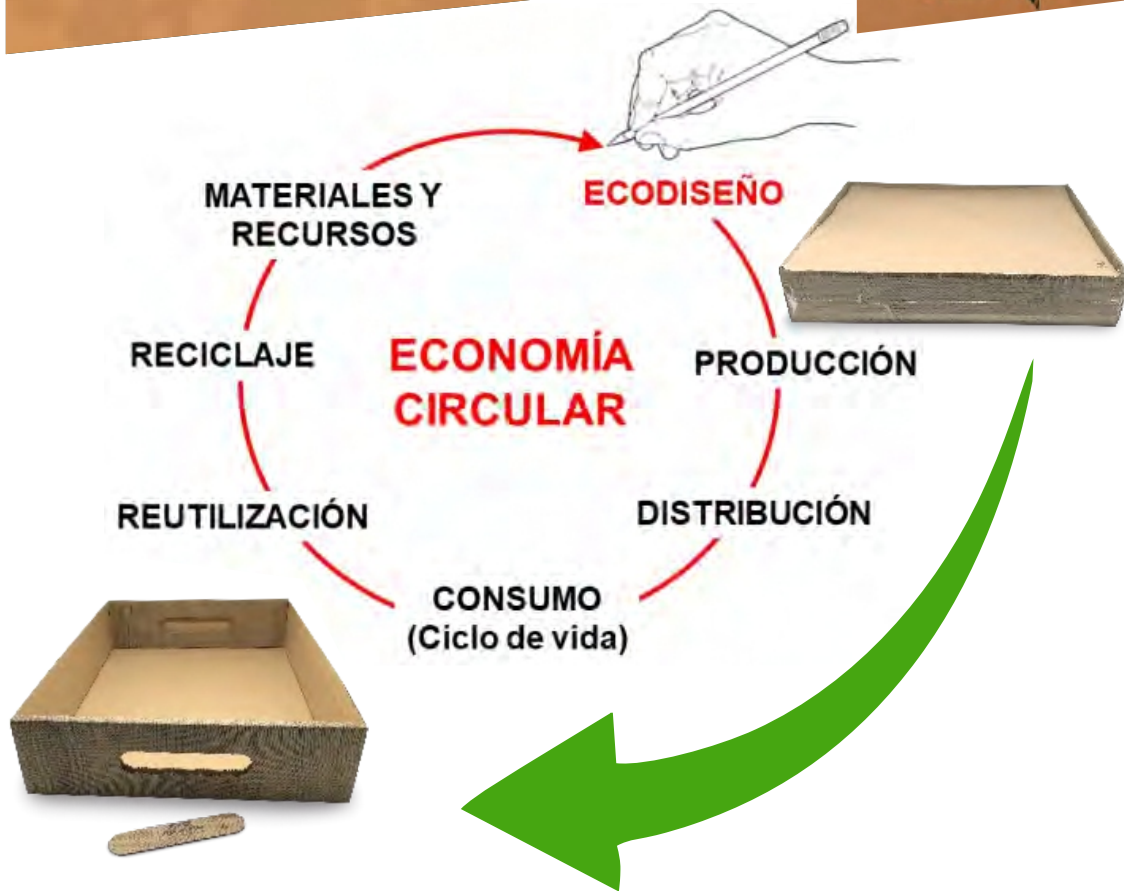 MATERIALES Y
RECURSOS
ECODISEÑO
RECICLAJE
ECONOMÍA
CIRCULAR
PRODUCCIÓN
REUTILIZACIÓN
DISTRIBUCIÓN
CONSUMO
(Ciclo de vida)